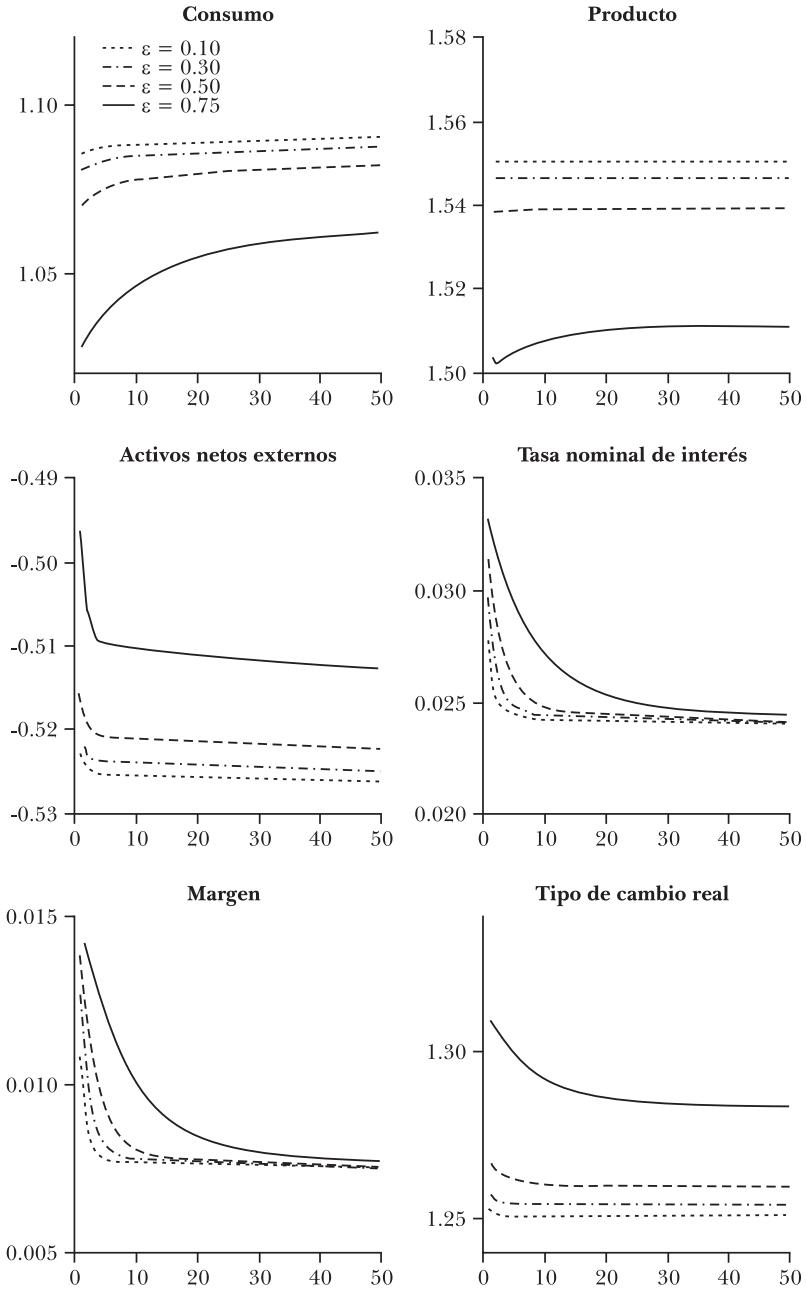 Consumo
ε = 0.10
ε = 0.30
ε = 0.50
ε = 0.75
1.10
1.05
0 10 20 30 40 50
Producto
1.58
1.56
1.54
1.52
1.50
0 10 20 30 40 50
Activos netos externos
-0.49
-0.50
-0.51
-0.52
-0.53
0 10 20 30 40 50
Tasa nominal de interés
0.035
0.030
0.025
0.020
0 10 20 30 40 50
Margen
0.015
0.010
0.005
0 10 20 30 40 50
Tipo de cambio real
1.30
1.25
0 10 20 30 40 50